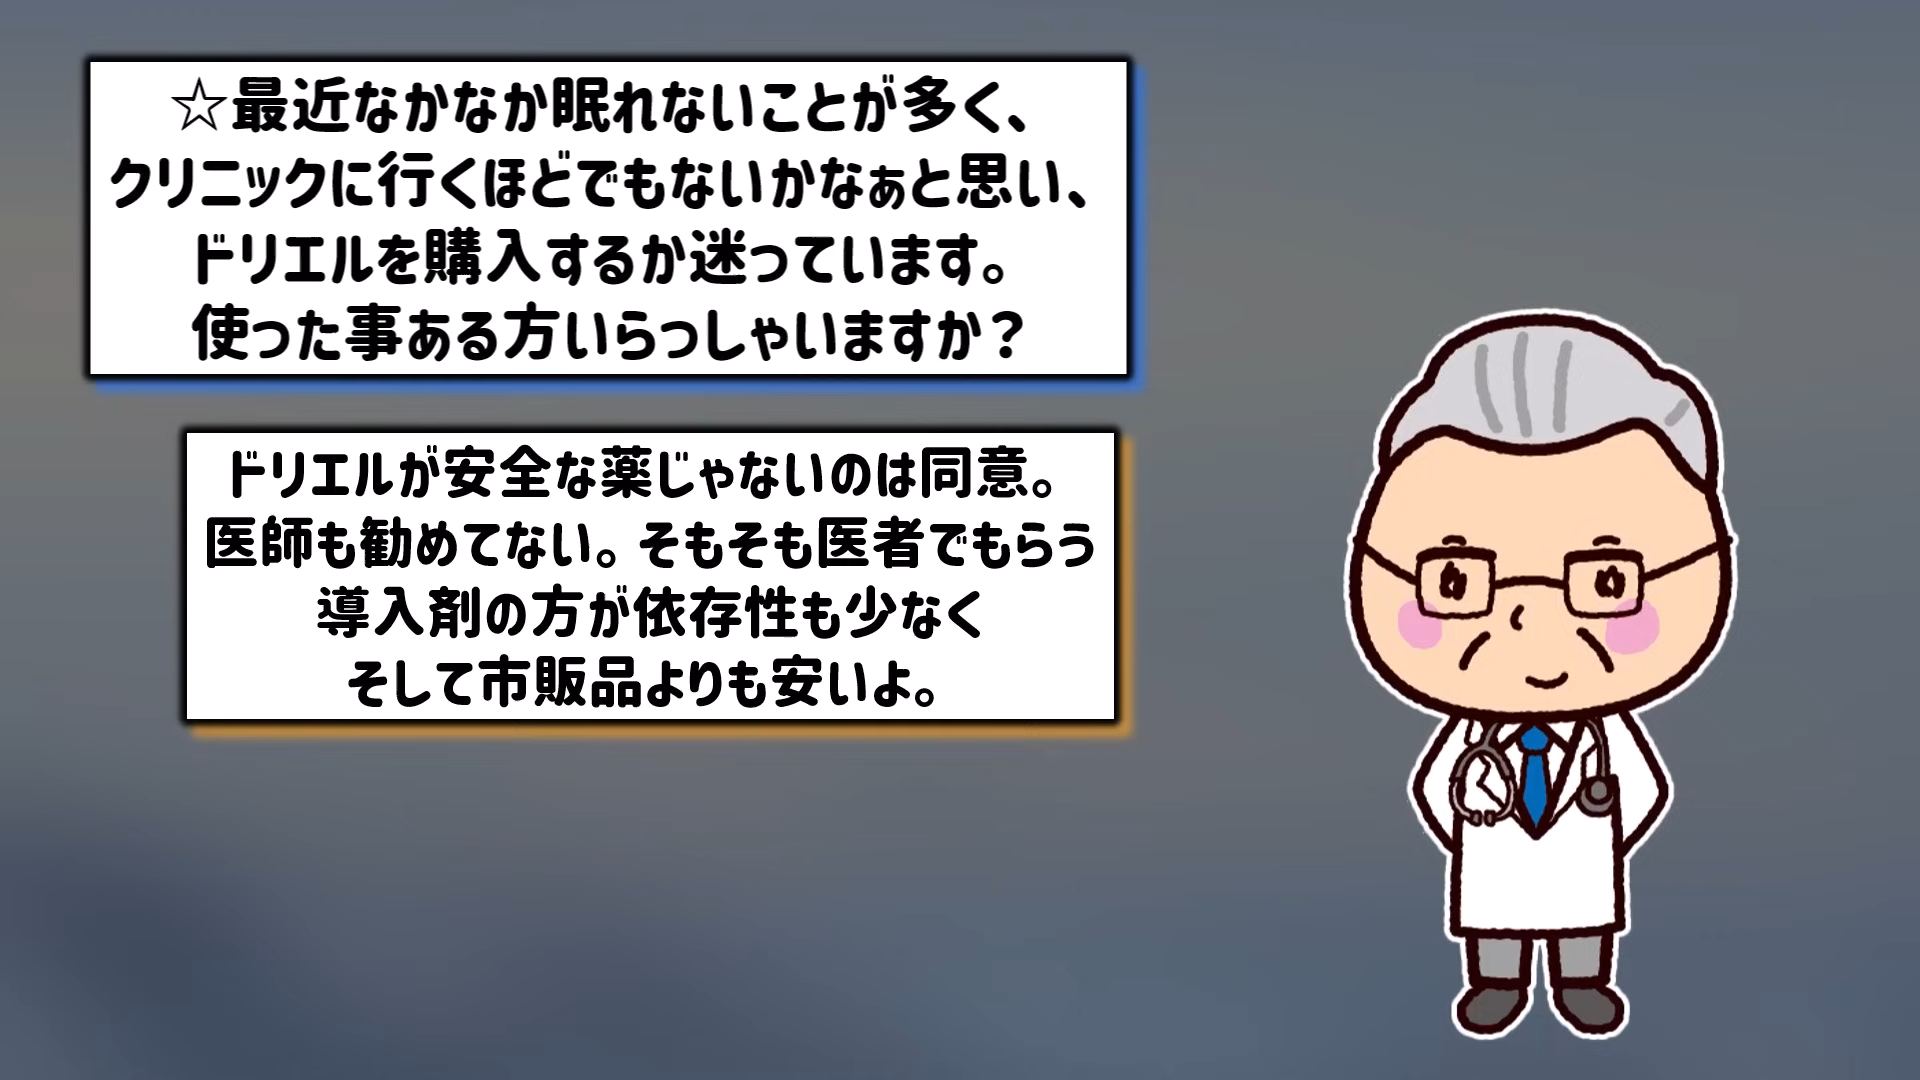 ☆最近なかなか眠れないことが多く、
クリニックに行くほどでもないかなぁと思い、
ドリエルを購入するか迷っています。
使った事ある方いらっしゃいますか？
ドリエルが安全な薬じゃないのは同意。
医師も勧めてない。そもそも医者でもらう
導入剤の方が依存性も少なく
そして市販品よりも安いよ。